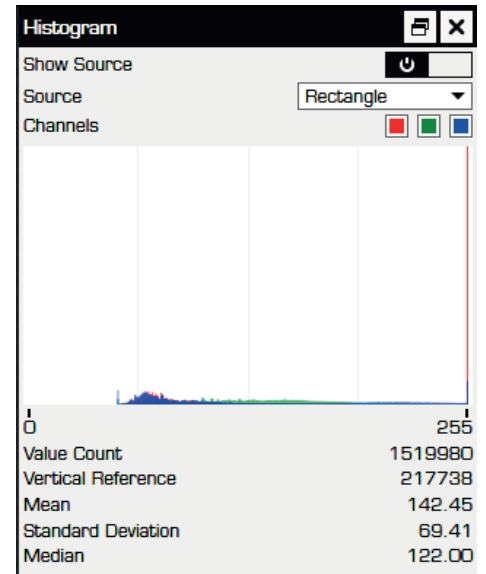 Histogram
Show Source
Source Rectangle
Channels
0 255
Value Count 1519980
Vertical Reference 217738
Mean 142.45
Standard Deviation 69.41
Median 122.00